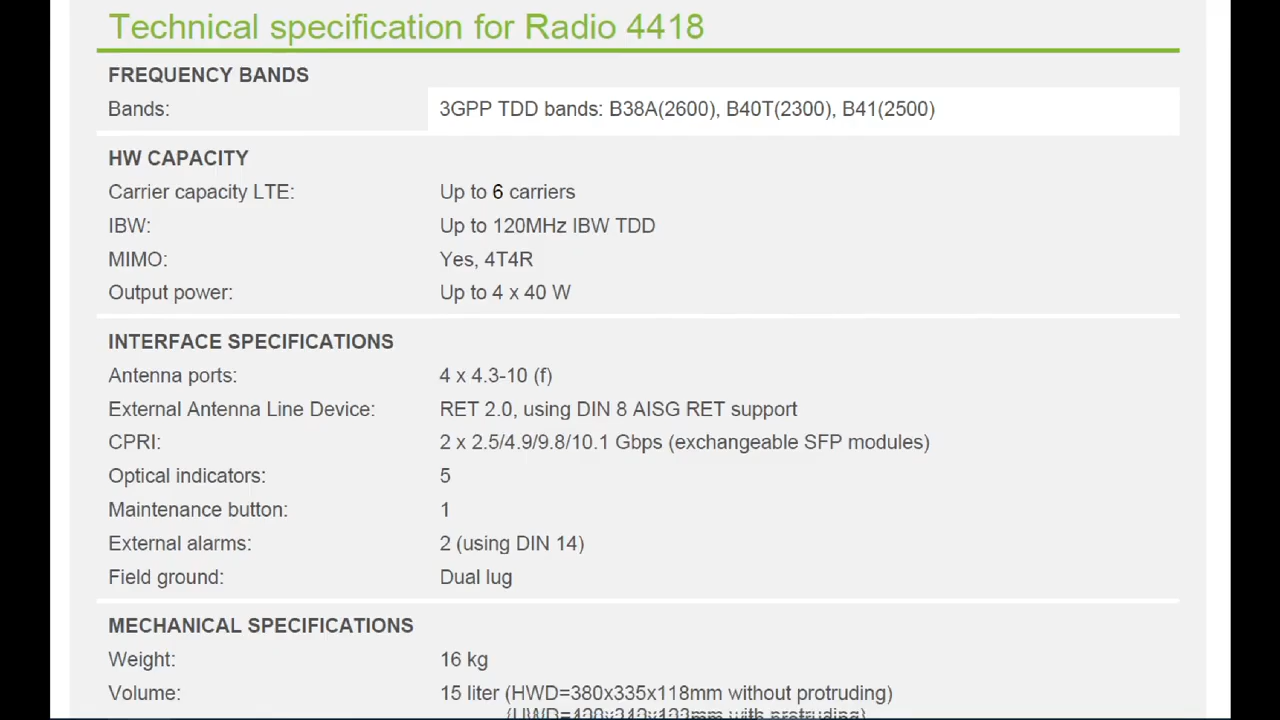 Technical specification for Radio 4418
FREQUENCY BANDS
Bands: 3GPP TDD bands: B38A(2600), B40T(2300), B41(2500)
HW CAPACITY
Carrier capacity LTE: Up to 6 carriers
IBW: Up to 120MHz IBW TDD
MIMO: Yes, 4T4R
Output power: Up to 4 x 40 W
INTERFACE SPECIFICATIONS
Antenna ports: 4 x 4.3-10 (f)
External Antenna Line Device: RET 2.0, using DIN 8 AISG RET support
CPRI: 2 x 2.5/4.9/9.8/10.1 Gbps (exchangeable SFP modules)
Optical indicators: 5
Maintenance button: 1
External alarms: 2 (using DIN 14)
Field ground: Dual lug
MECHANICAL SPECIFICATIONS
Weight: 16 kg
Volume: 15 liter (HWD=380x335x118mm without protruding)
with protruding)